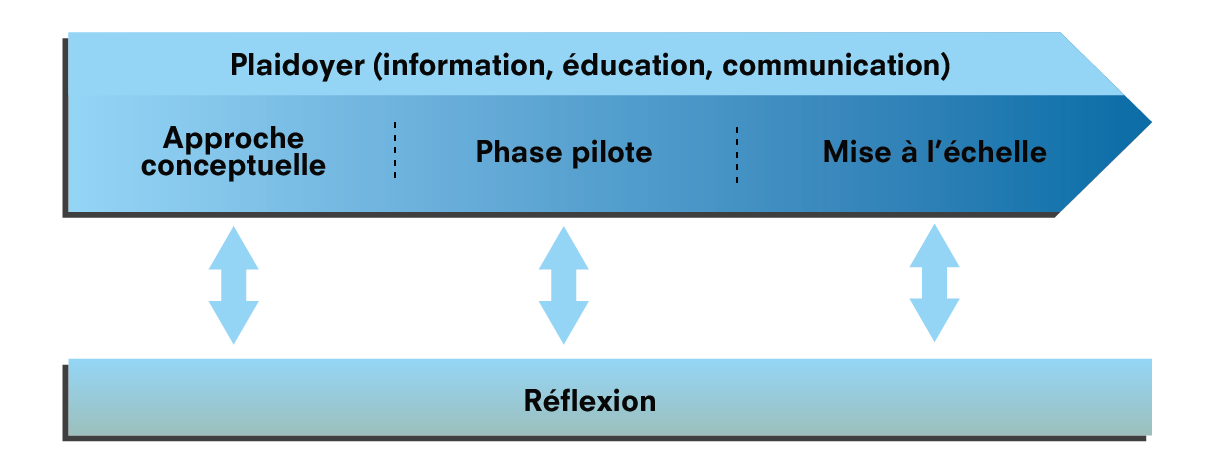 Plaidoyer (information, éducation, communication)
Approche
conceptuelle
Phase pilote
Mise à l’échelle
Réflexion